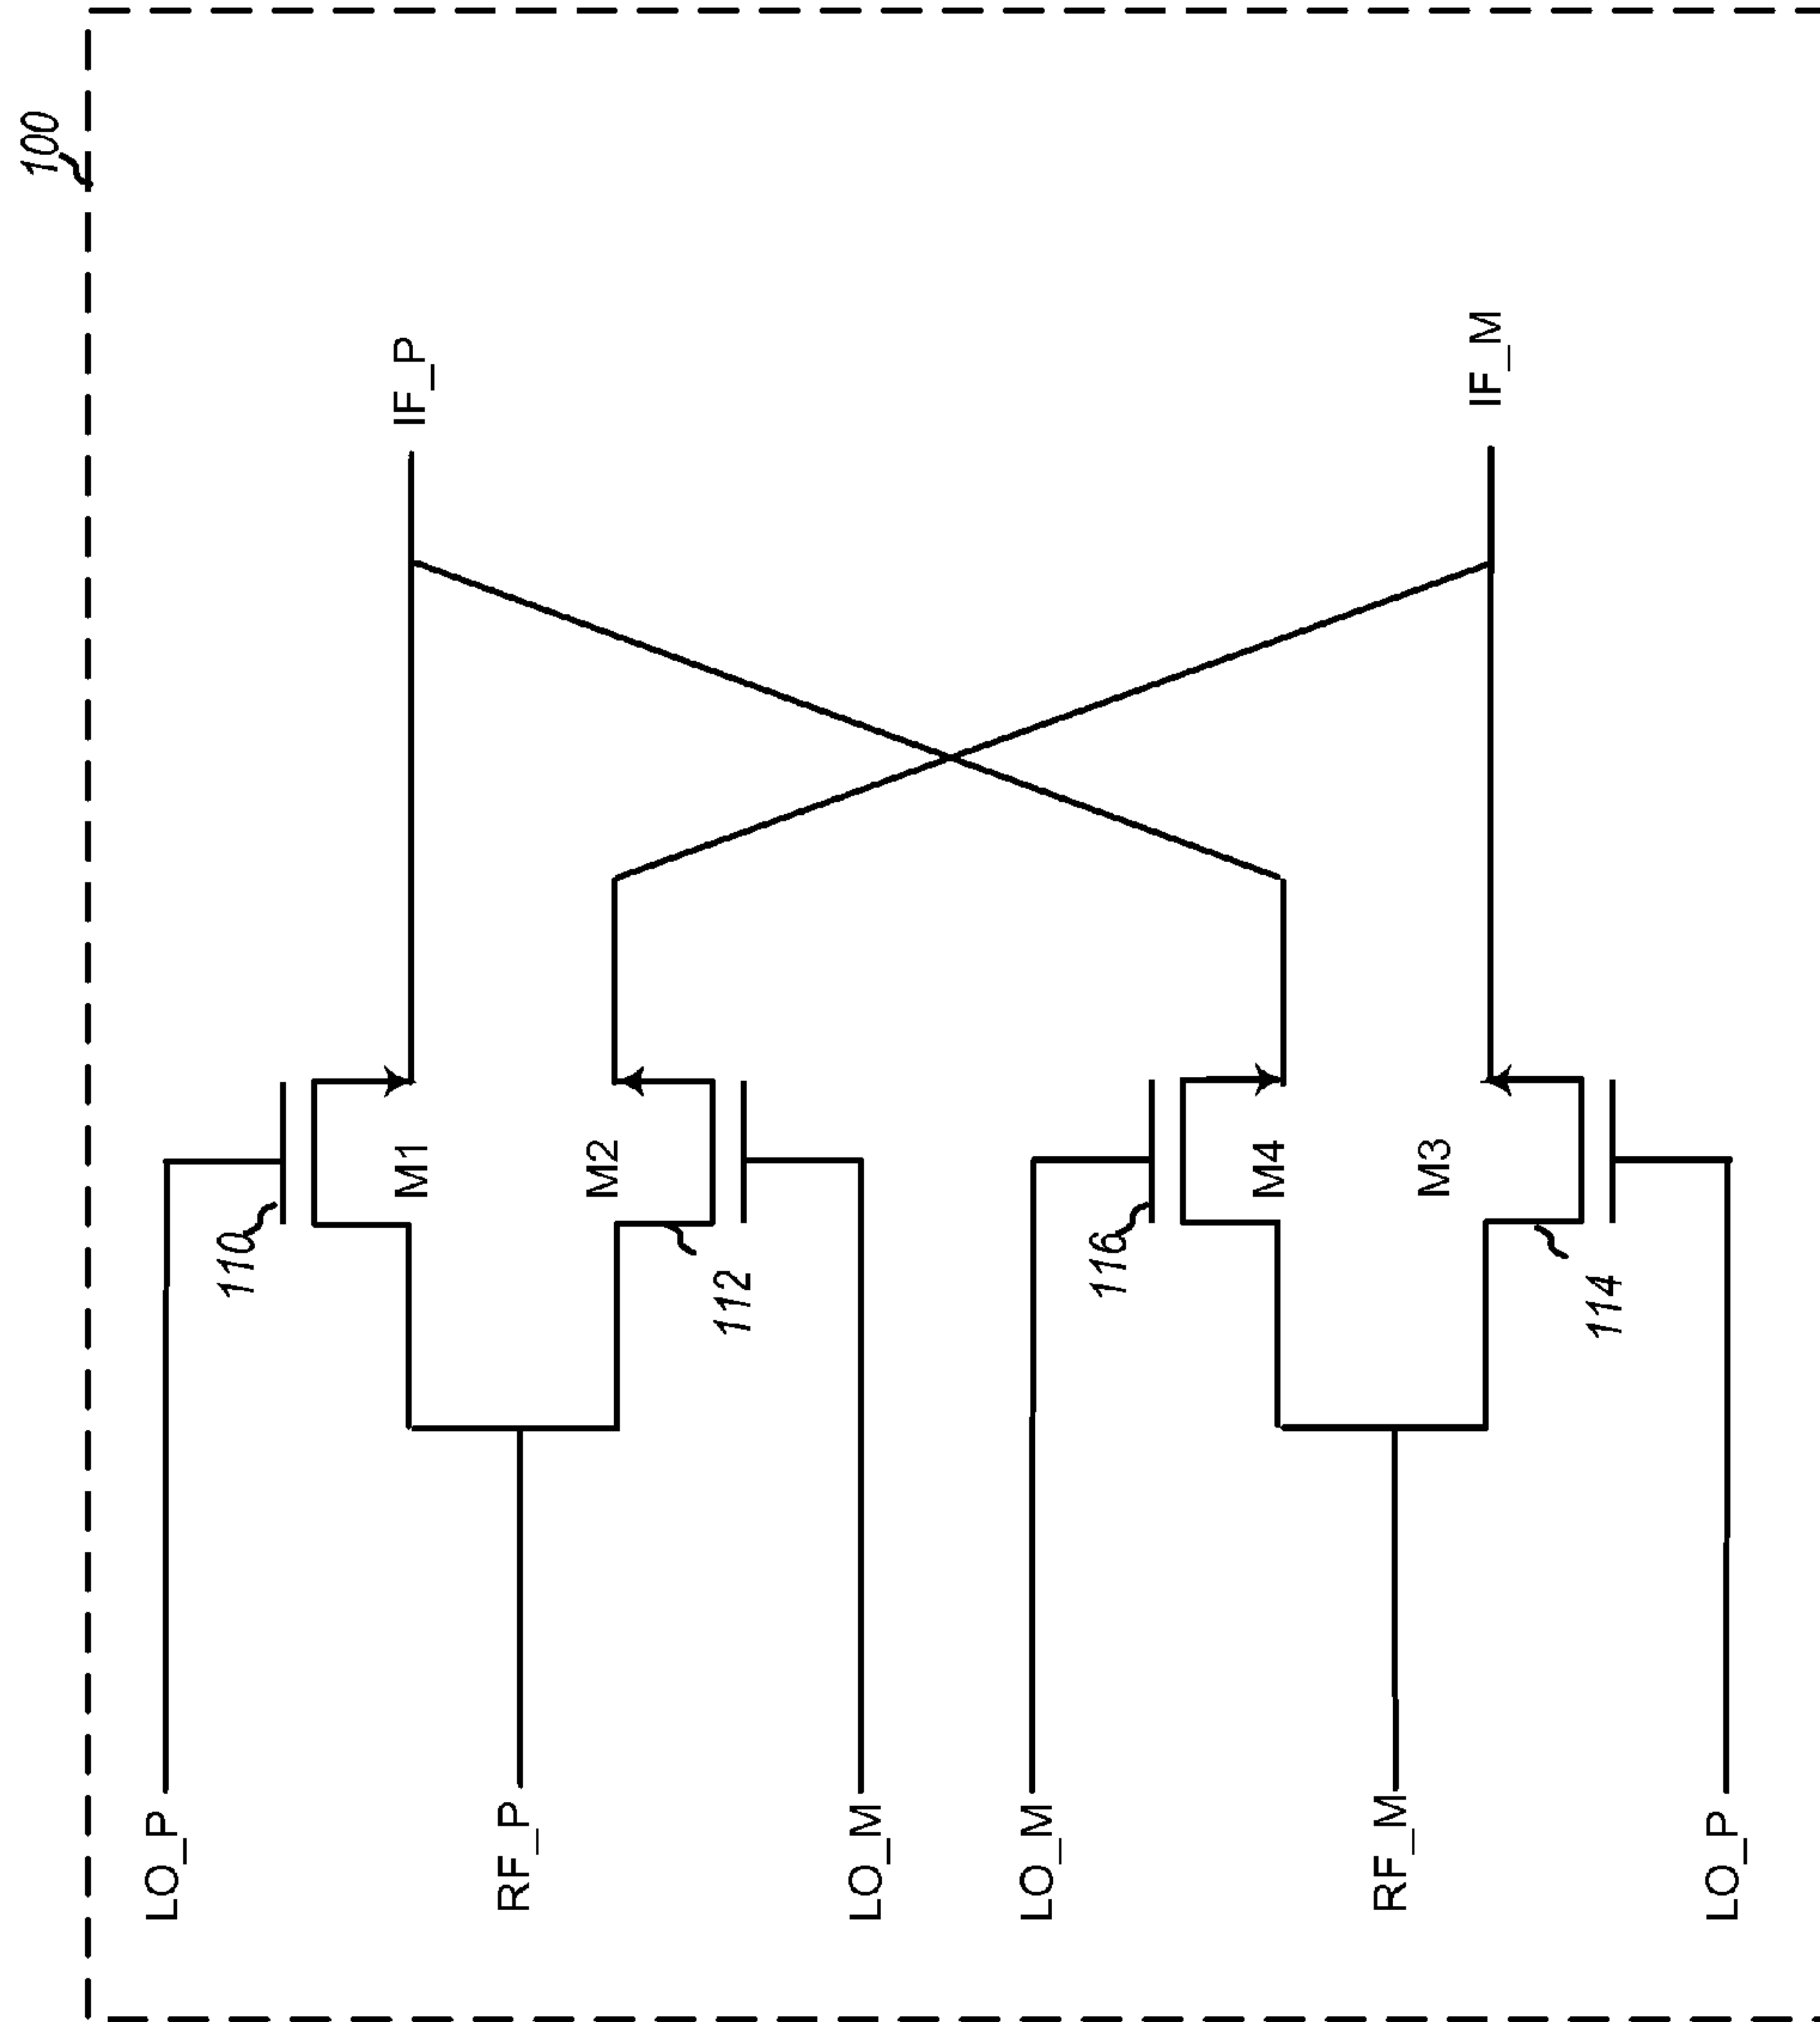 100
LO_P
110
M1
IF_P
RF_P
M2
112
LO_M
LO_M
116
M4
RF_M
M3
IF_M
114
LO_P